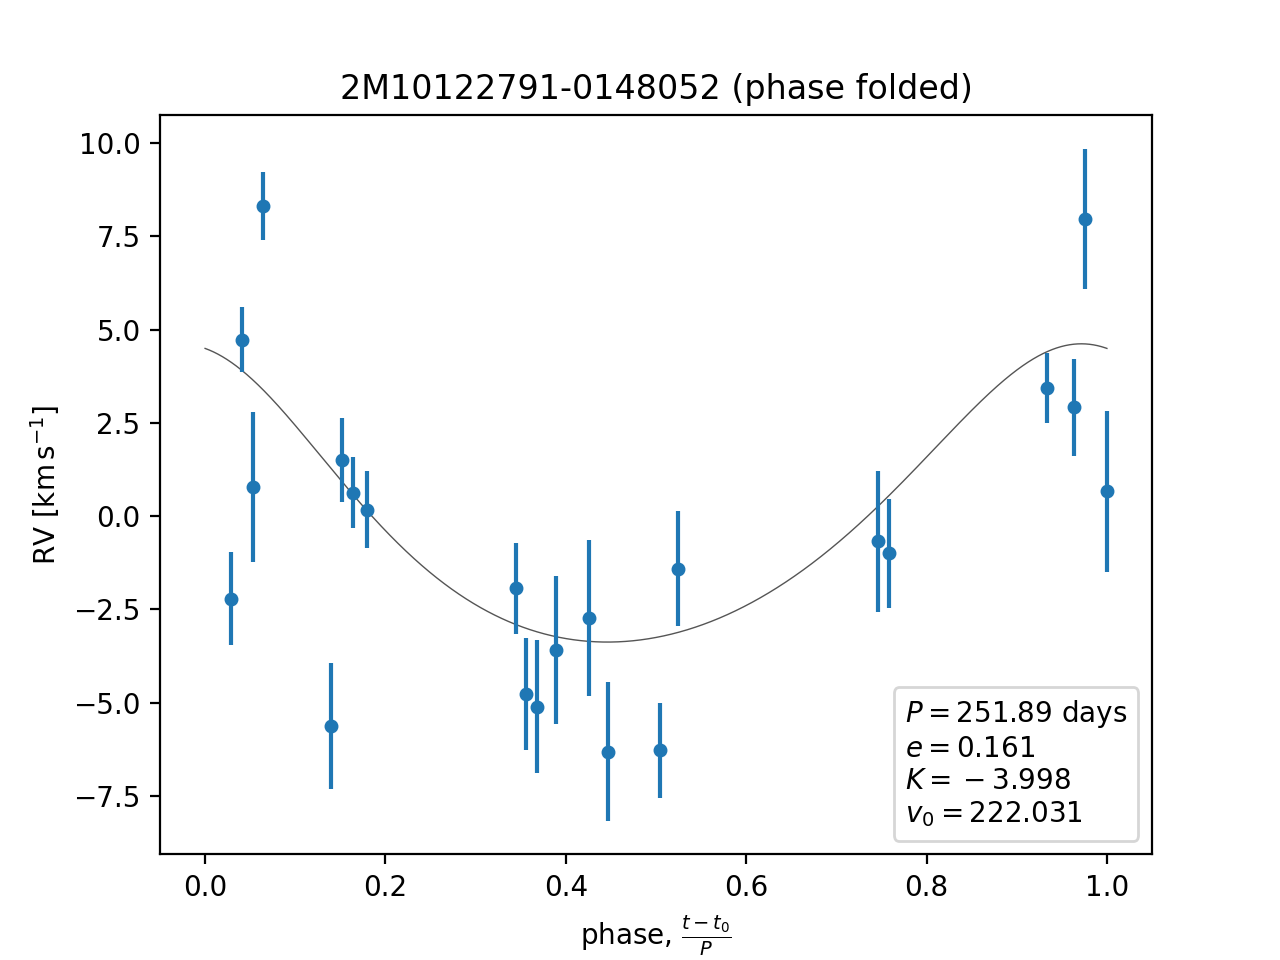 2M10122791-0148052 (phase folded)
10.0
7.5
5.0
2.5
0.0
−2.5
−5.0
−7.5
RV [km s⁻¹]
P = 251.89 days
e = 0.161
K = −3.998
v₀ = 222.031
0.0 0.2 0.4 0.6 0.8 1.0
phase, (t − t₀)/P